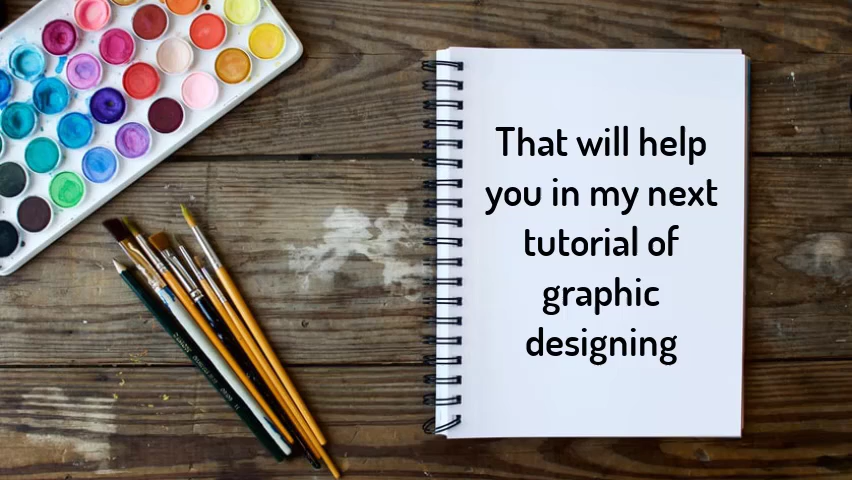 That will help
you in my next
tutorial of
graphic
designing